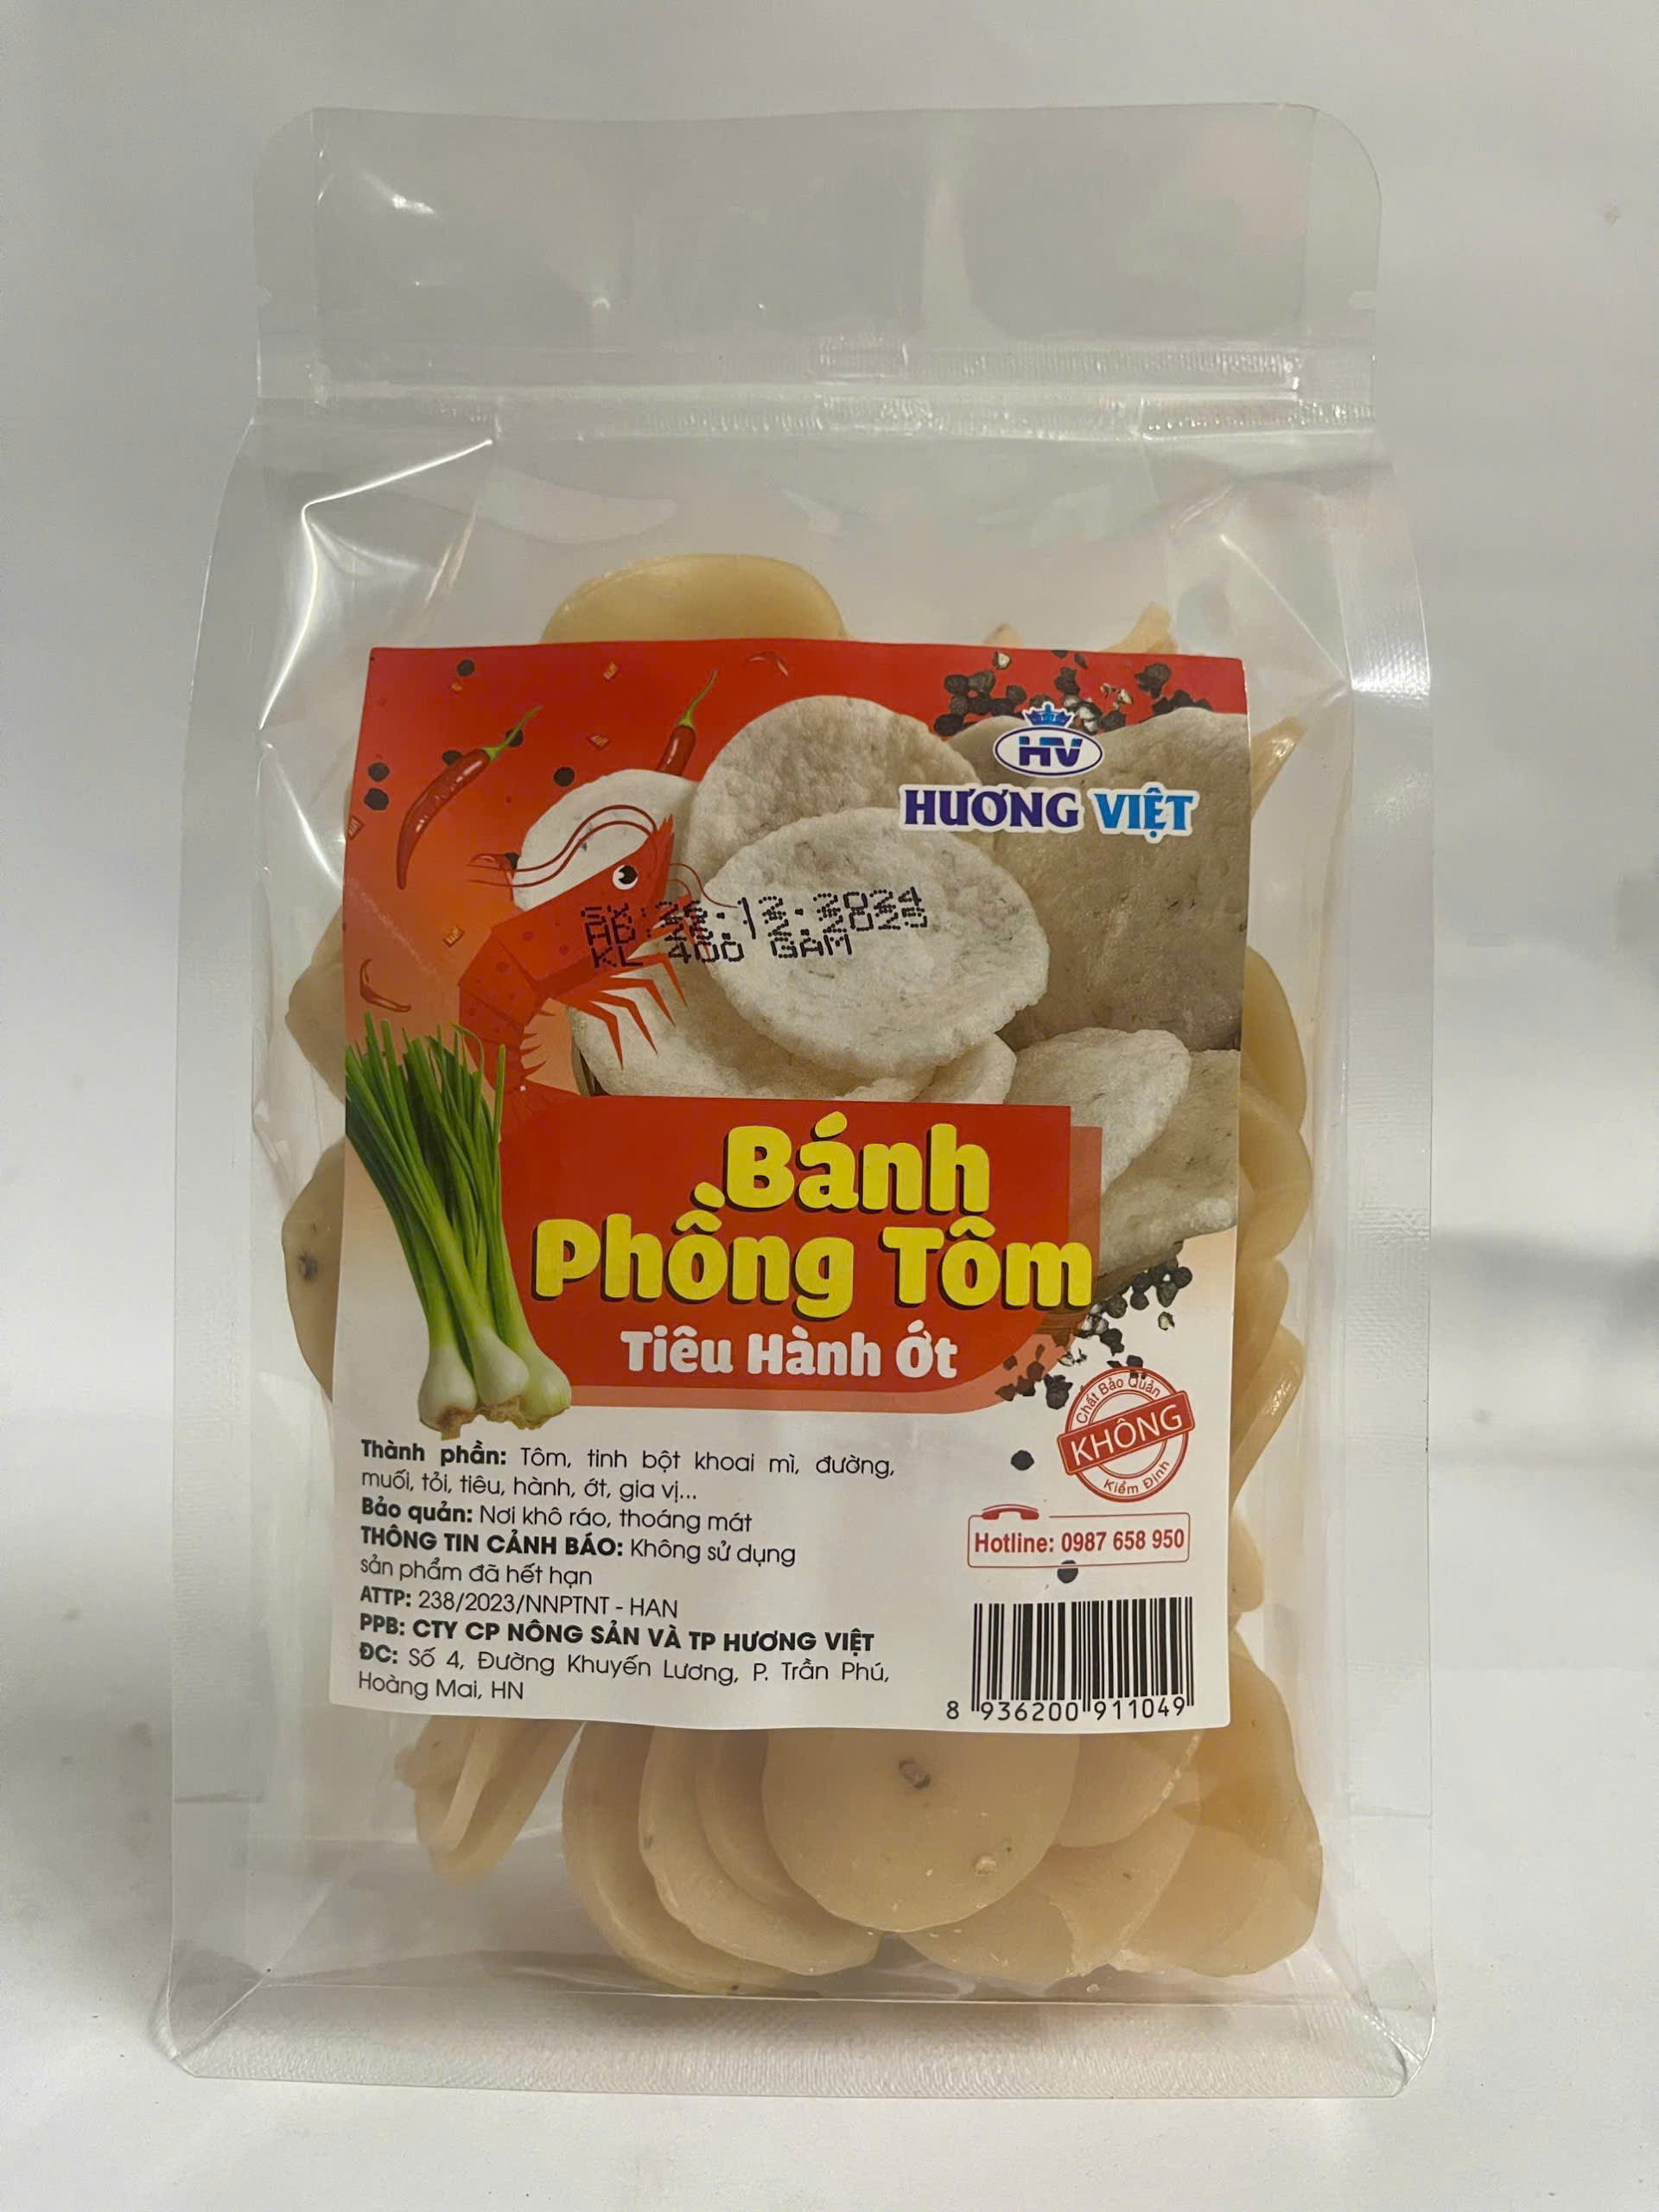 HV
HƯƠNG VIỆT
SX: 26.12.2024
2025
KL 400 GAM
Bánh
Phồng Tôm
Tiêu Hành Ớt
Chất Bảo Quản
KHÔNG
Kiểm Định
Thành phần: Tôm, tinh bột khoai mì, đường,
muối, tỏi, tiêu, hành, ớt, gia vị...
Bảo quản: Nơi khô ráo, thoáng mát
THÔNG TIN CẢNH BÁO: Không sử dụng
sản phẩm đã hết hạn
ATTP: 238/2023/NNPTNT - HAN
PPB: CTY CP NÔNG SẢN VÀ TP HƯƠNG VIỆT
ĐC: Số 4, Đường Khuyến Lương, P. Trần Phú,
Hoàng Mai, HN
Hotline: 0987 658 950
8 936200 911049